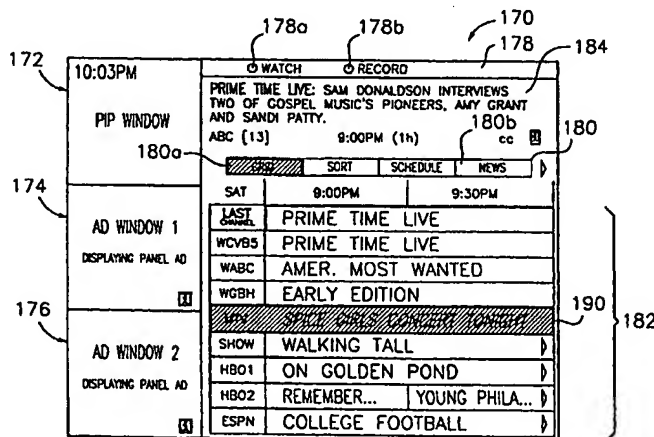 170
178a
178b
178
184
172
10:03PM
WATCH
RECORD
PIP WINDOW
PRIME TIME LIVE: SAM DONALDSON INTERVIEWS
TWO OF GOSPEL MUSIC'S PIONEERS, AMY GRANT
AND SANDI PATTY.
ABC [13]
9:00PM (1h)
cc
180b
180
180a
SORT
SCHEDULE
NEWS
174
SAT
9:00PM
9:30PM
AD WINDOW 1
DISPLAYING PANEL AD
LAST CHANNEL
PRIME TIME LIVE
WCVB5
PRIME TIME LIVE
WABC
AMER. MOST WANTED
WGBH
EARLY EDITION
176
MTV
SPICE GIRLS CONCERT TONIGHT
190
182
AD WINDOW 2
DISPLAYING PANEL AD
SHOW
WALKING TALL
HBO1
ON GOLDEN POND
HBO2
REMEMBER...
YOUNG PHILA...
ESPN
COLLEGE FOOTBALL